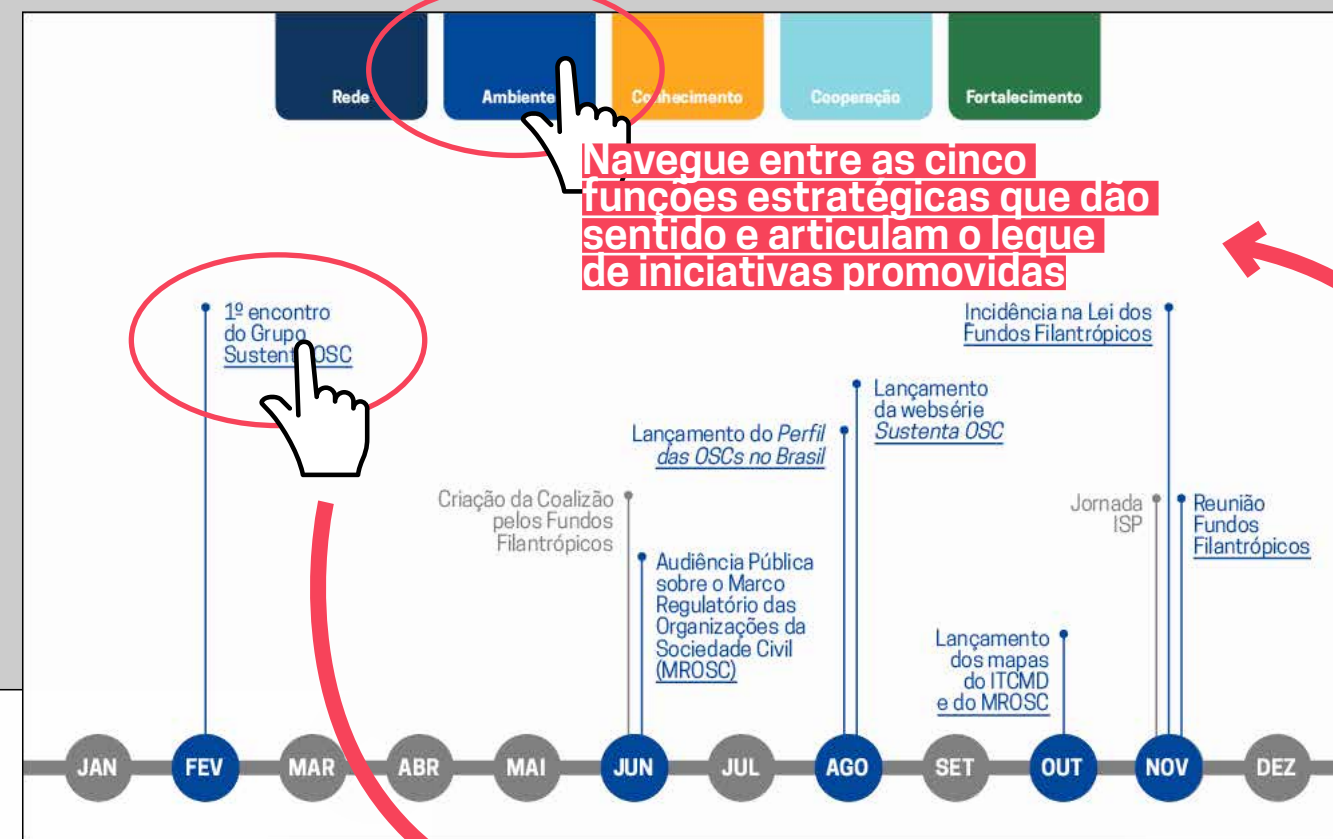 Rede
Ambiente
Conhecimento
Cooperação
Fortalecimento
Navegue entre as cinco
funções estratégicas que dão
sentido e articulam o leque
de iniciativas promovidas
1º encontro
do Grupo
Sustenta OSC
Criação da Coalizão
pelos Fundos
Filantrópicos
Audiência Pública
sobre o Marco
Regulatório das
Organizações da
Sociedade Civil
(MROSC)
Lançamento do Perfil
das OSCs no Brasil
Lançamento
da websérie
Sustenta OSC
Lançamento
dos mapas
do ITCMD
e do MROSC
Incidência na Lei dos
Fundos Filantrópicos
Jornada
ISP
Reunião
Fundos
Filantrópicos
JAN
FEV
MAR
ABR
MAI
JUN
JUL
AGO
SET
OUT
NOV
DEZ